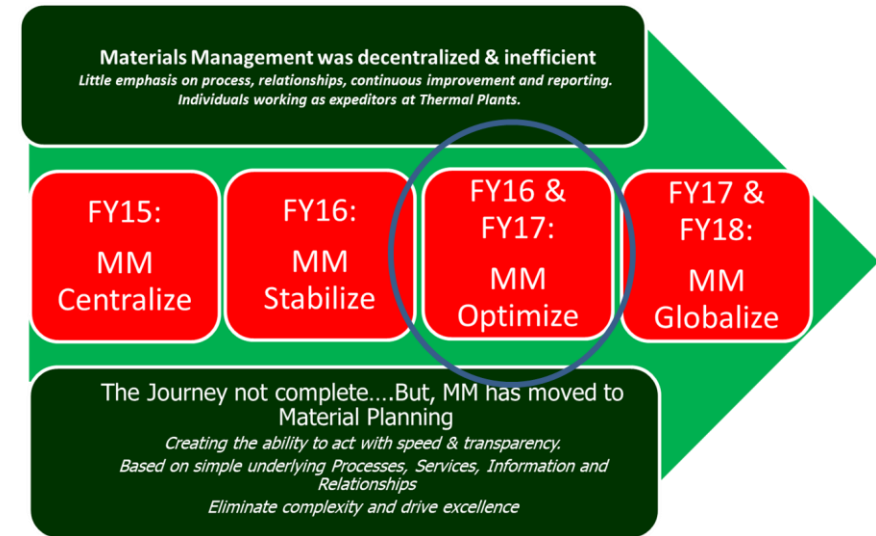 Materials Management was decentralized & inefficient
Little emphasis on process, relationships, continuous improvement and reporting.
Individuals working as expeditors at Thermal Plants.
FY15:
MM
Centralize
FY16:
MM
Stabilize
FY16 &
FY17:
MM
Optimize
FY17 &
FY18:
MM
Globalize
The Journey not complete....But, MM has moved to
Material Planning
Creating the ability to act with speed & transparency.
Based on simple underlying Processes, Services, Information and
Relationships
Eliminate complexity and drive excellence